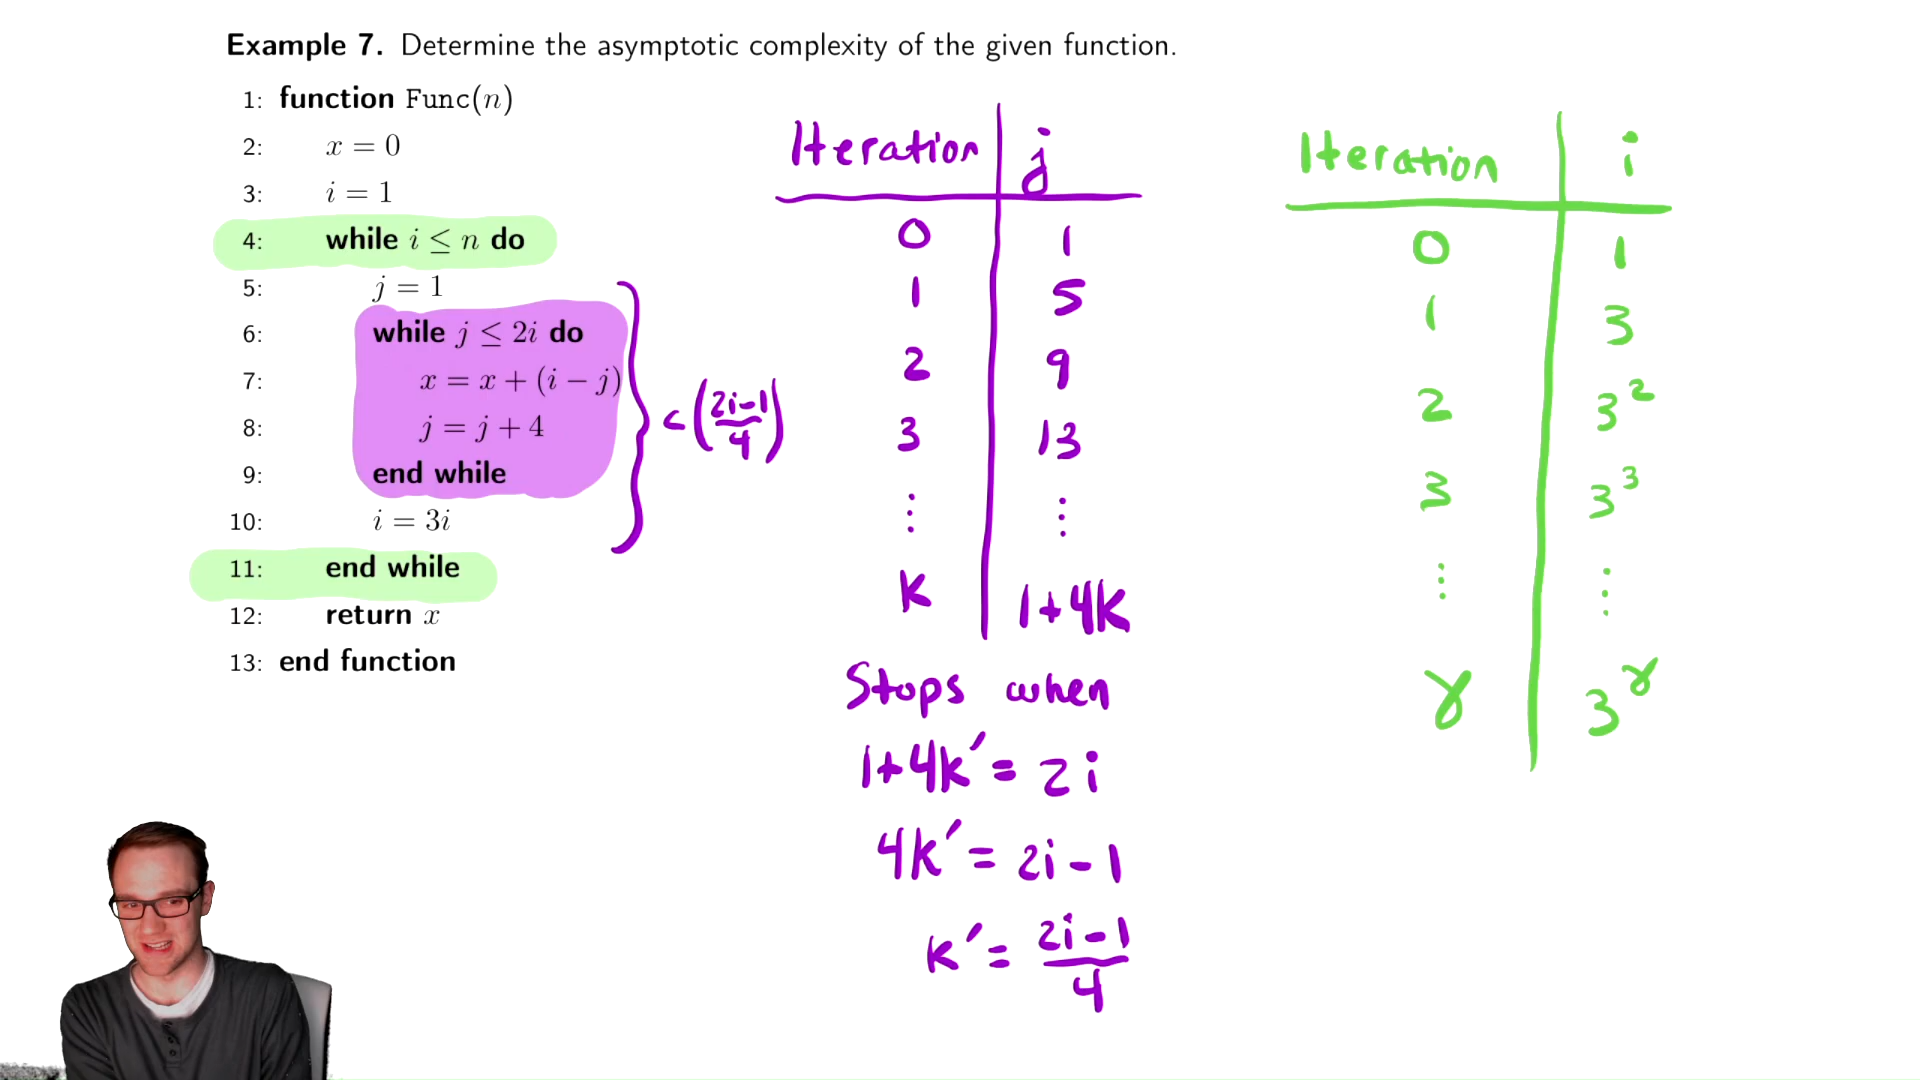 Example 7. Determine the asymptotic complexity of the given function.
1: function Func(n)
2: x = 0
3: i = 1
4: while i ≤ n do
5: j = 1
6: while j ≤ 2i do
7: x = x + (i − j)
8: j = j + 4
9: end while
10: i = 3i
11: end while
12: return x
13: end function
c(2i-1/4)
Iteration j
0 1
1 5
2 9
3 13
⋮ ⋮
K 1+4K
Stops when
1+4K' = 2i
4K' = 2i - 1
K' = 2i-1/4
Iteration i
0 1
1 3
2 3²
3 3³
⋮ ⋮
γ 3^γ